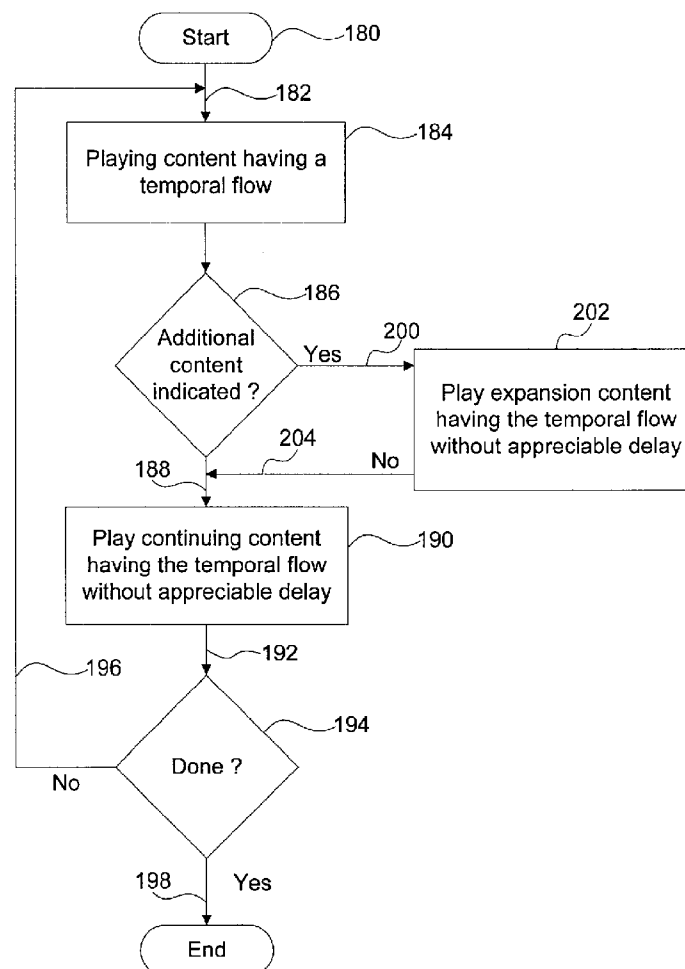 Start
180
182
184
Playing content having a
temporal flow
186
Additional
content
indicated ?
Yes
200
202
Play expansion content
having the temporal flow
without appreciable delay
204
No
188
Play continuing content
having the temporal flow
without appreciable delay
190
192
196
194
Done ?
No
198
Yes
End